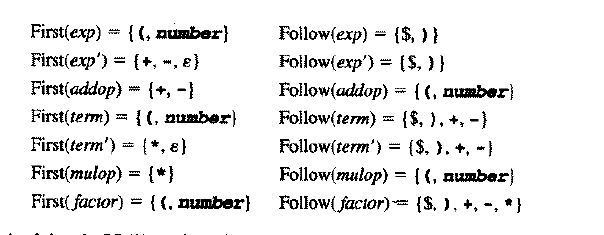 First(exp) = {(, number}
Follow(exp) = {$, )}
First(exp') = {+, -, ε}
Follow(exp') = {$, )}
First(addop) = {+, -}
Follow(addop) = {(, number}
First(term) = {(, number}
Follow(term) = {$, ), +, -}
First(term') = {*, ε}
Follow(term') = {$, ), +, -}
First(mulop) = {*}
Follow(mulop) = {(, number}
First(factor) = {(, number}
Follow(factor) = {$, ), +, -, *}